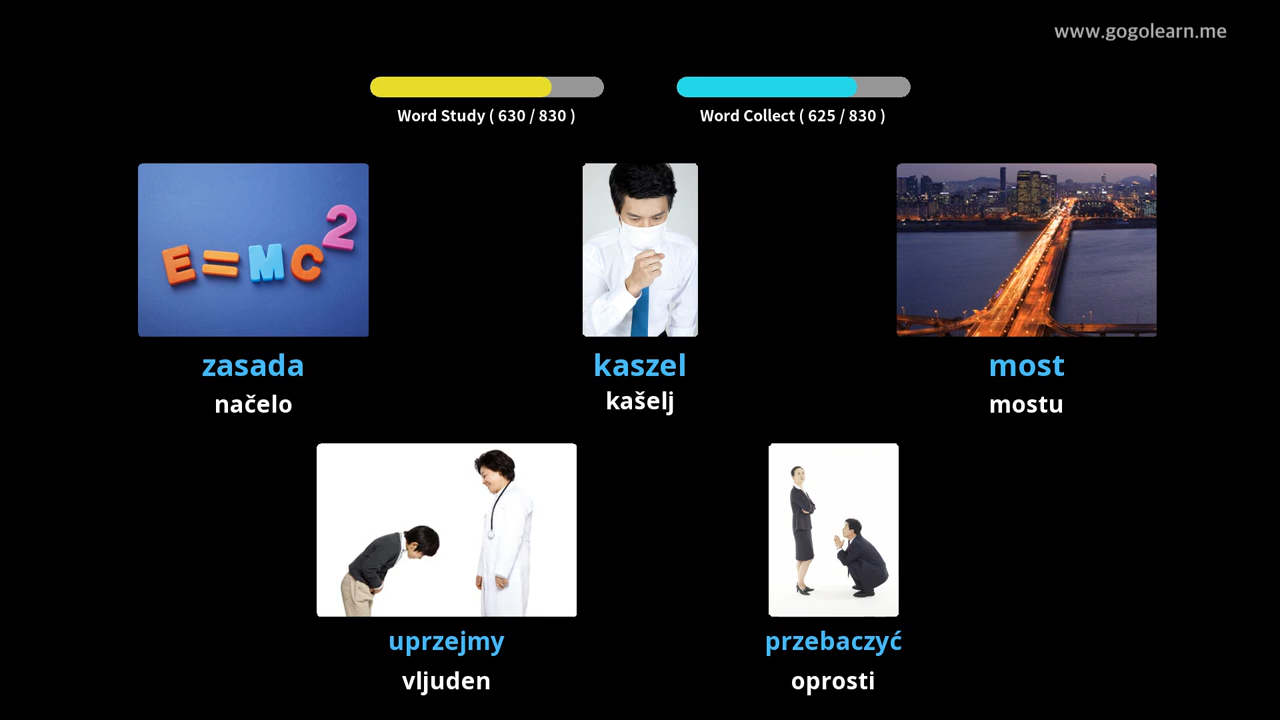 www.gogolearn.me
Word Study ( 630 / 830 )
Word Collect ( 625 / 830 )
E=MC2
zasada
načelo
kaszel
kašelj
most
mostu
uprzejmy
vljuden
przebaczyć
oprosti